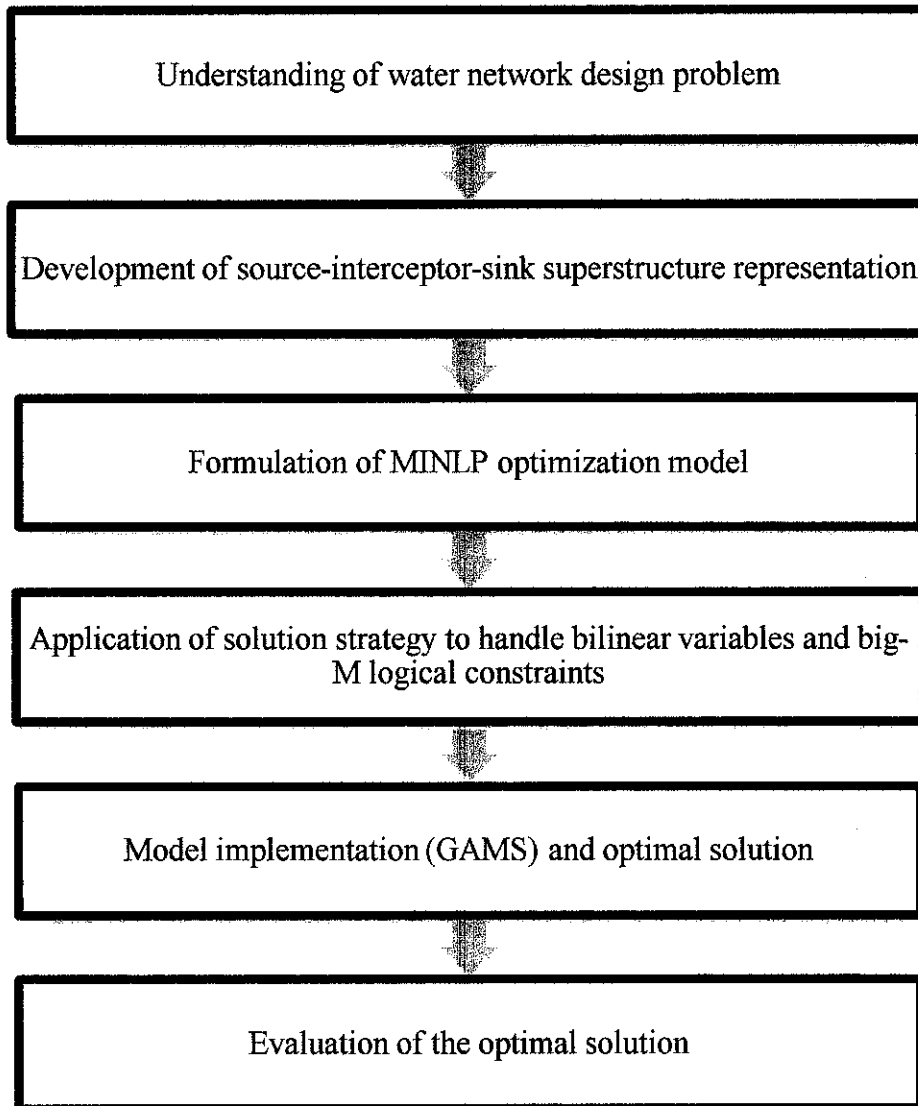 Understanding of water network design problem
Development of source-interceptor-sink superstructure representation
Formulation of MINLP optimization model
Application of solution strategy to handle bilinear variables and big-
M logical constraints
Model implementation (GAMS) and optimal solution
Evaluation of the optimal solution